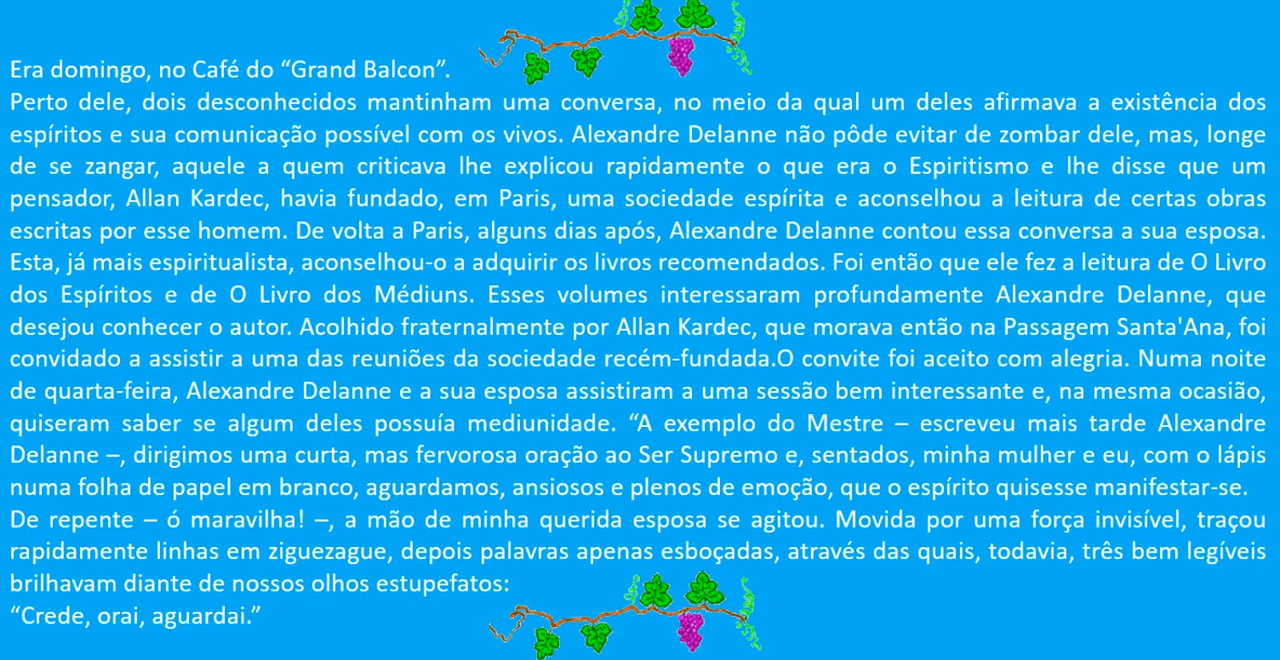 Era domingo, no Café do “Grand Balcon”.
Perto dele, dois desconhecidos mantinham uma conversa, no meio da qual um deles afirmava a existência dos
espíritos e sua comunicação possível com os vivos. Alexandre Delanne não pôde evitar de zombar dele, mas, longe
de se zangar, aquele a quem criticava lhe explicou rapidamente o que era o Espiritismo e lhe disse que um
pensador, Allan Kardec, havia fundado, em Paris, uma sociedade espírita e aconselhou a leitura de certas obras
escritas por esse homem. De volta a Paris, alguns dias após, Alexandre Delanne contou essa conversa a sua esposa.
Esta, já mais espiritualista, aconselhou-o a adquirir os livros recomendados. Foi então que ele fez a leitura de O Livro
dos Espíritos e de O Livro dos Médiuns. Esses volumes interessaram profundamente Alexandre Delanne, que
desejou conhecer o autor. Acolhido fraternalmente por Allan Kardec, que morava então na Passagem Santa'Ana, foi
convidado a assistir a uma das reuniões da sociedade recém-fundada.O convite foi aceito com alegria. Numa noite
de quarta-feira, Alexandre Delanne e a sua esposa assistiram a uma sessão bem interessante e, na mesma ocasião,
quiseram saber se algum deles possuía mediunidade. “A exemplo do Mestre – escreveu mais tarde Alexandre
Delanne –, dirigimos uma curta, mas fervorosa oração ao Ser Supremo e, sentados, minha mulher e eu, com o lápis
numa folha de papel em branco, aguardamos, ansiosos e plenos de emoção, que o espírito quisesse manifestar-se.
De repente – ó maravilha! –, a mão de minha querida esposa se agitou. Movida por uma força invisível, traçou
rapidamente linhas em ziguezague, depois palavras apenas esboçadas, através das quais, todavia, três bem legíveis
brilhavam diante de nossos olhos estupefatos:
“Crede, orai, aguardai.”